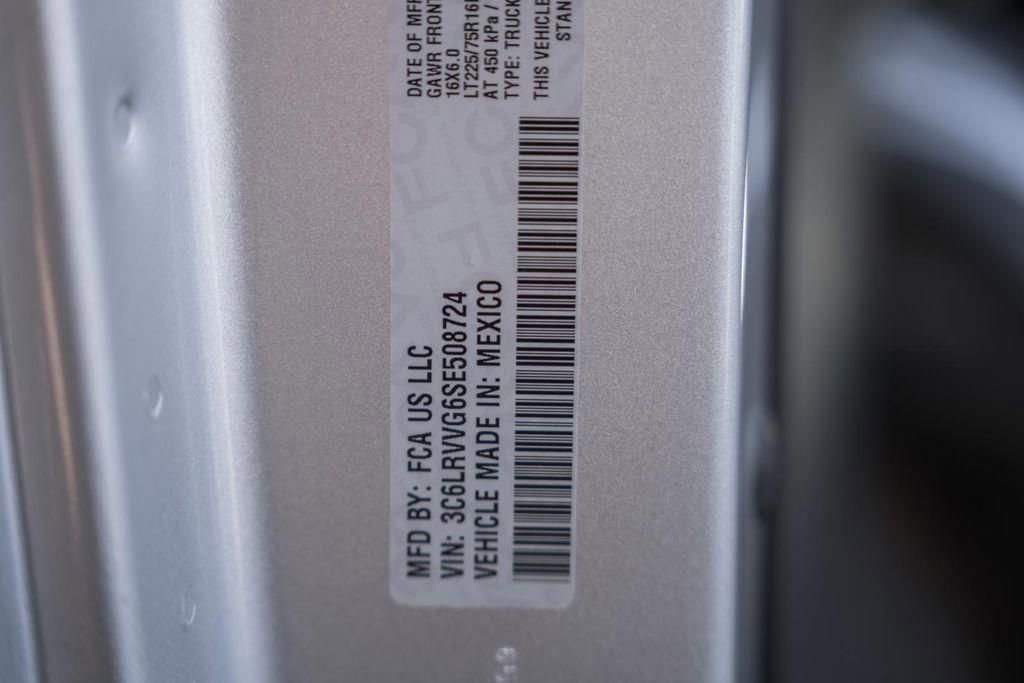 MFD BY: FCA US LLC
VIN: 3C6LRVVG6SE508724
VEHICLE MADE IN: MEXICO
DATE OF MF
GAWR FRONT
16X6.0
LT225/75R16
AT 450 kPa /
TYPE: TRUCK
THIS VEHICLE
STAN